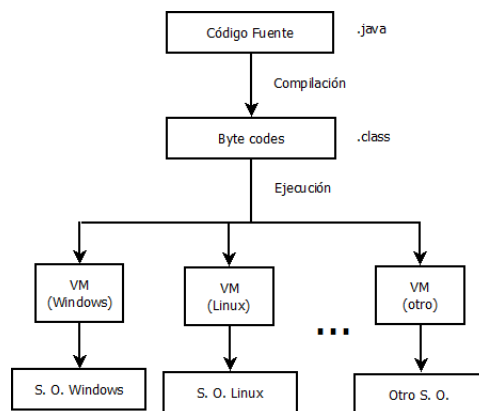 Código Fuente
.java
Compilación
Byte codes
.class
Ejecución
VM
(Windows)
VM
(Linux)
...
VM
(otro)
S. O. Windows
S. O. Linux
Otro S. O.